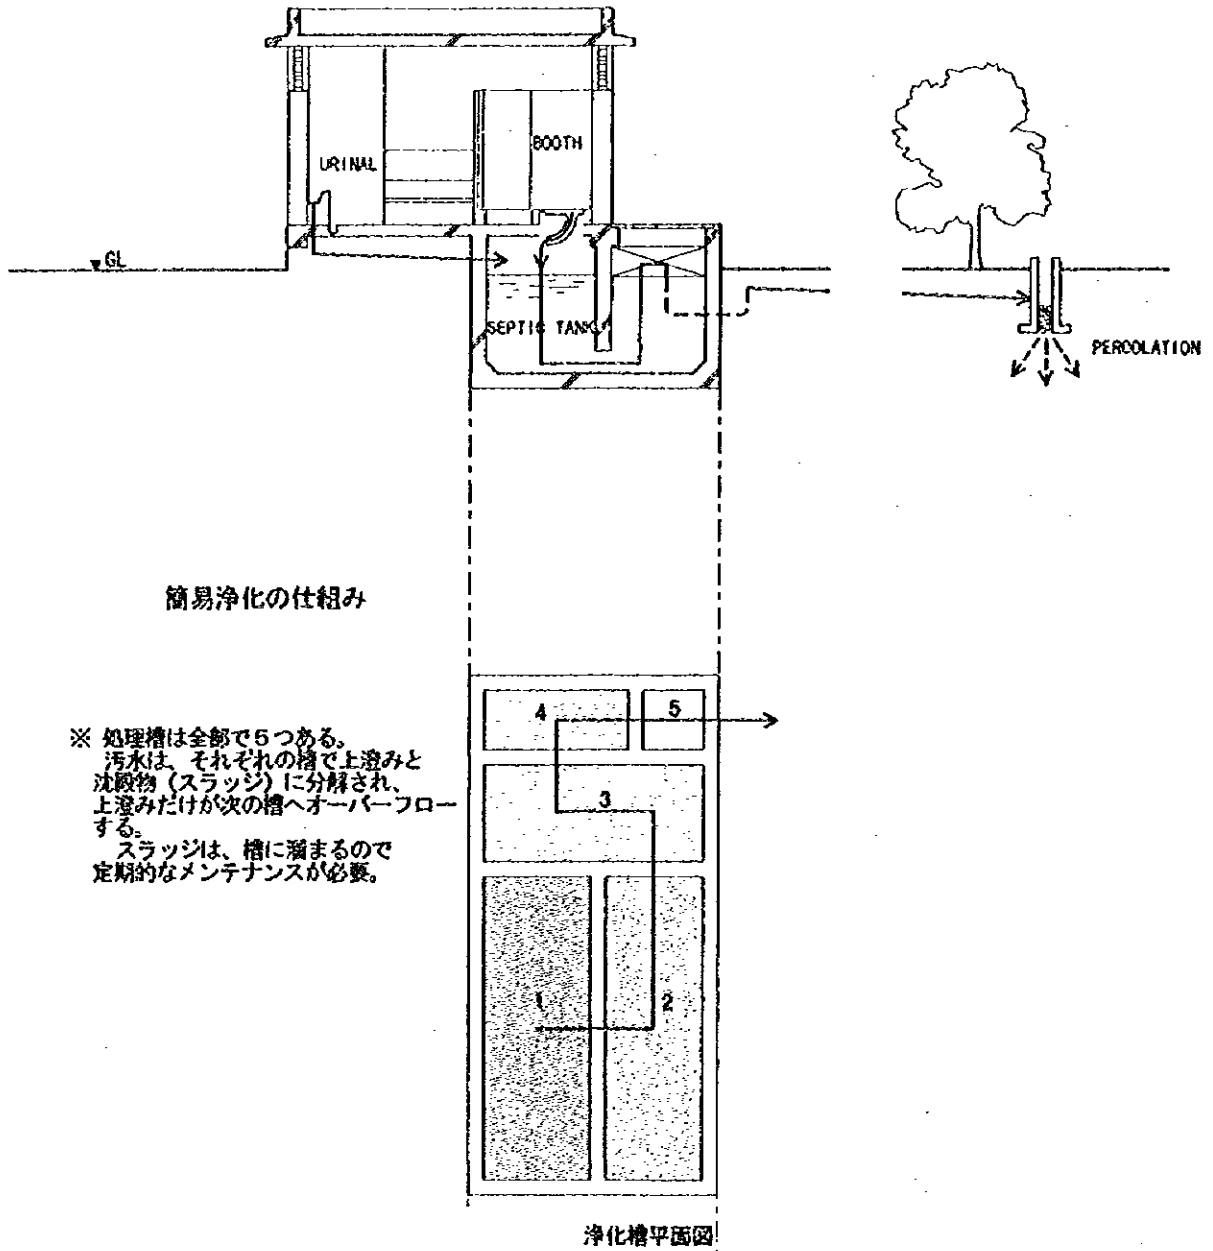 URINAL
BOOTH
GL
SEPTIC TANK
PERCOLATION
簡易浄化の仕組み
※ 処理槽は全部で5つある。
汚水は、それぞれの槽で上澄みと
沈殿物（スラッジ）に分解され、
上澄みだけが次の槽へオーバーフロー
する。
スラッジは、槽に溜まるので
定期的なメンテナンスが必要。
4
5
3
1
2
浄化槽平面図